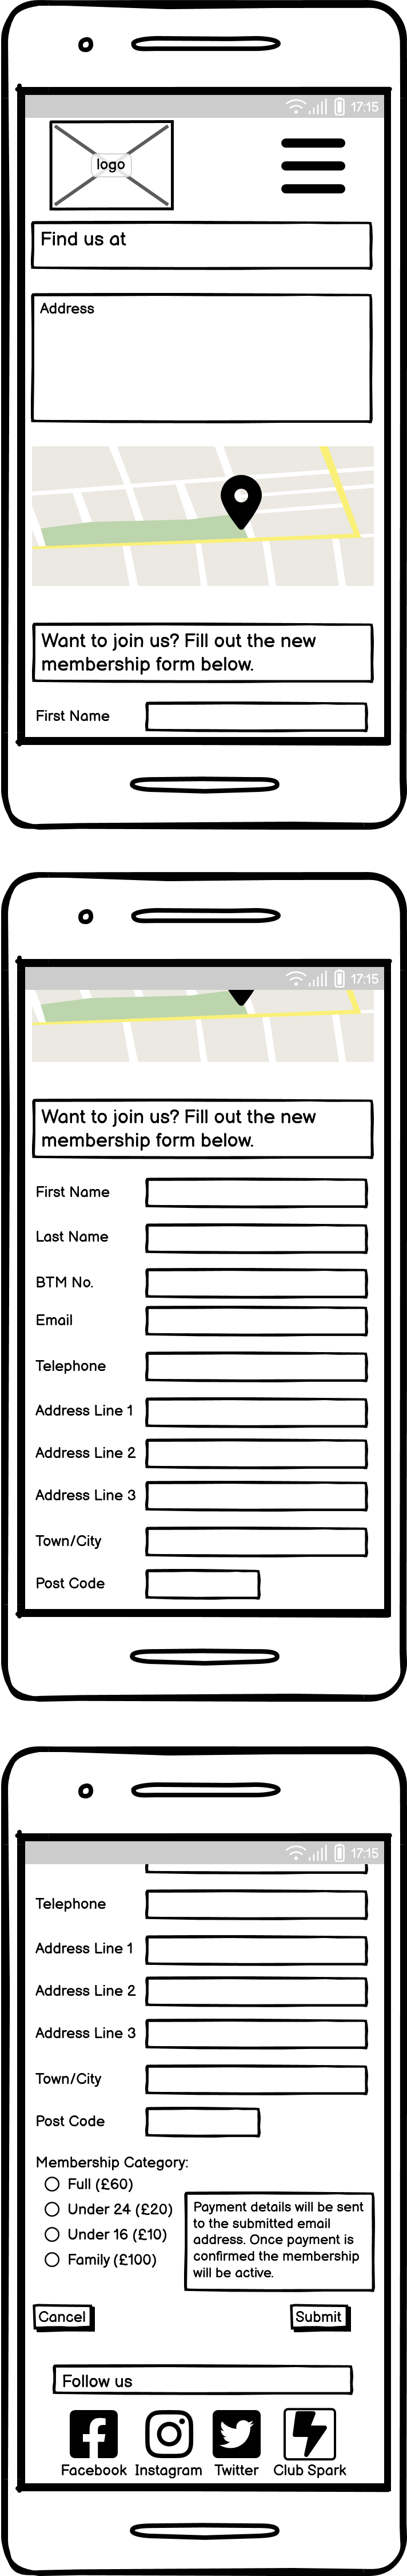 17:15
logo
Find us at
Address
Want to join us? Fill out the new
membership form below.
First Name
17:15
Want to join us? Fill out the new
membership form below.
First Name
Last Name
BTM No.
Email
Telephone
Address Line 1
Address Line 2
Address Line 3
Town/City
Post Code
17:15
Telephone
Address Line 1
Address Line 2
Address Line 3
Town/City
Post Code
Membership Category:
Full (£60)
Under 24 (£20)
Under 16 (£10)
Family (£100)
Payment details will be sent
to the submitted email
address. Once payment is
confirmed the membership
will be active.
Cancel
Submit
Follow us
Facebook Instagram Twitter Club Spark